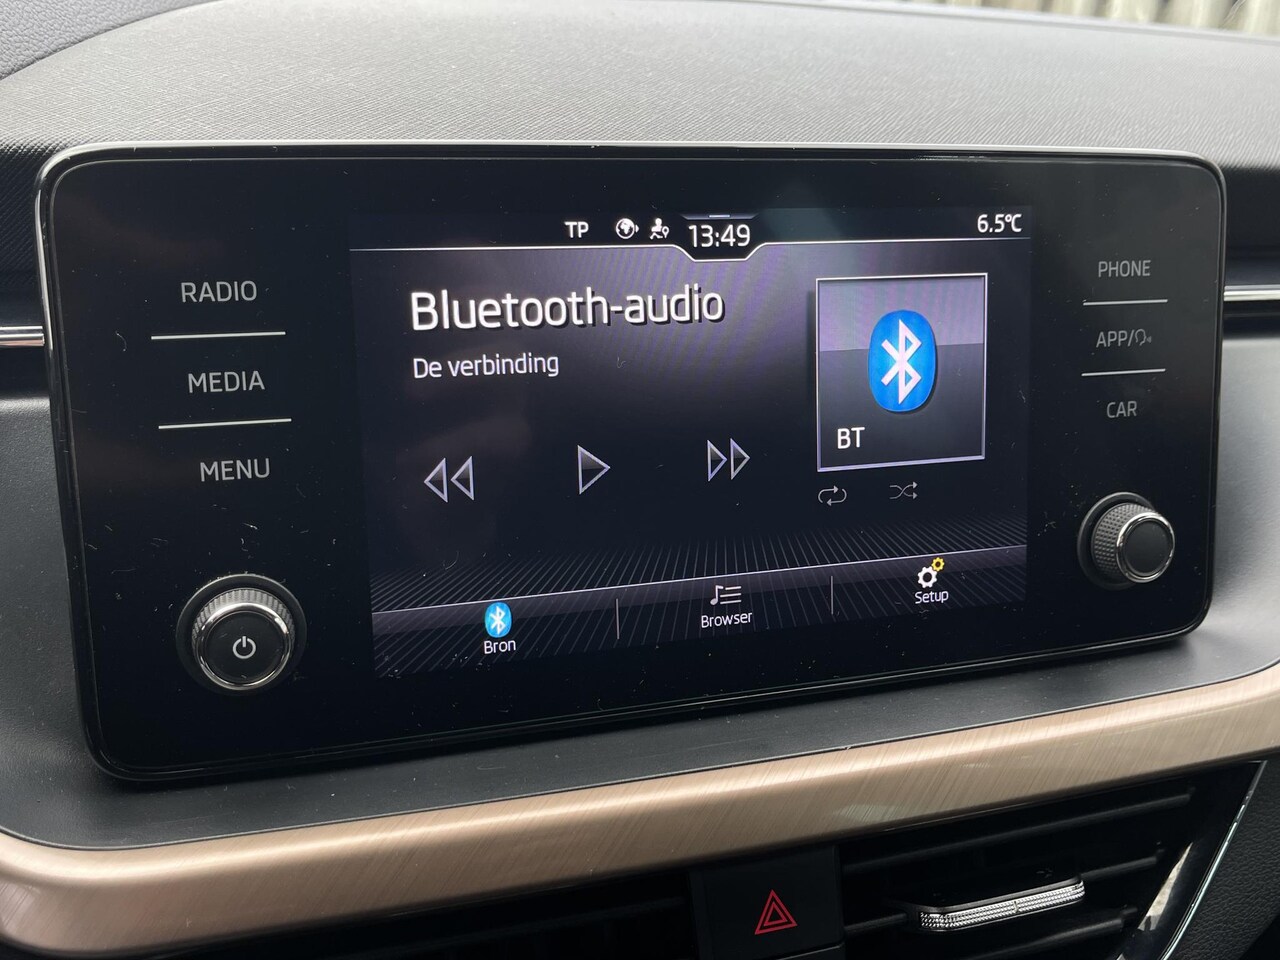 TP
13:49
6.5°C
RADIO
MEDIA
MENU
Bluetooth-audio
De verbinding
BT
Bron
Browser
Setup
PHONE
APP/
CAR